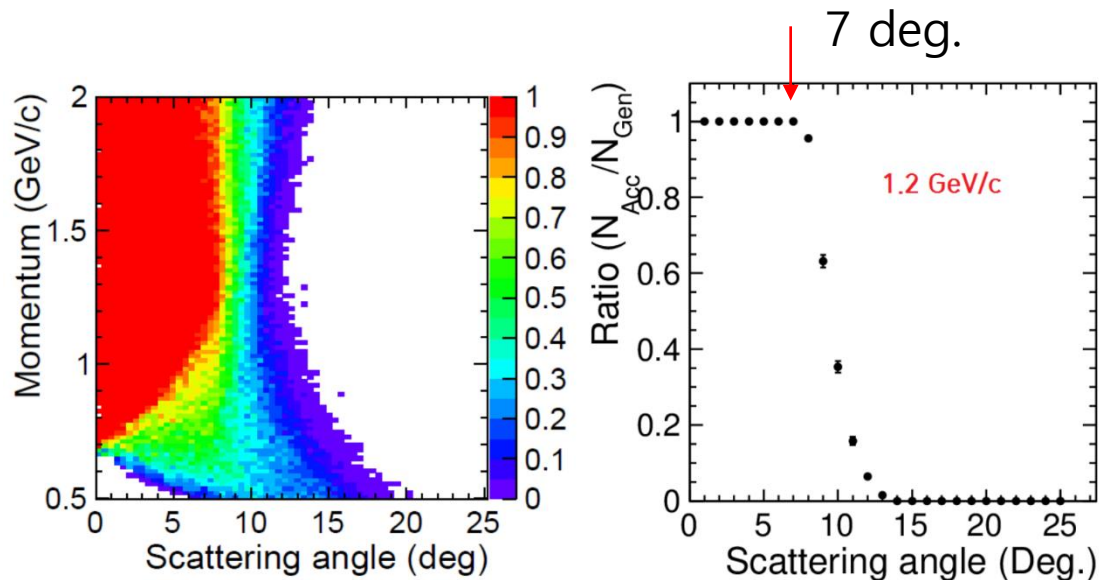 7 deg.
Momentum (GeV/c)
2
1.5
1
0.5
0 5 10 15 20 25
Scattering angle (deg)
1
0.9
0.8
0.7
0.6
0.5
0.4
0.3
0.2
0.1
0
Ratio (N_Acc/N_Gen)
1
0.8
0.6
0.4
0.2
0
1.2 GeV/c
0 5 10 15 20 25
Scattering angle (Deg.)